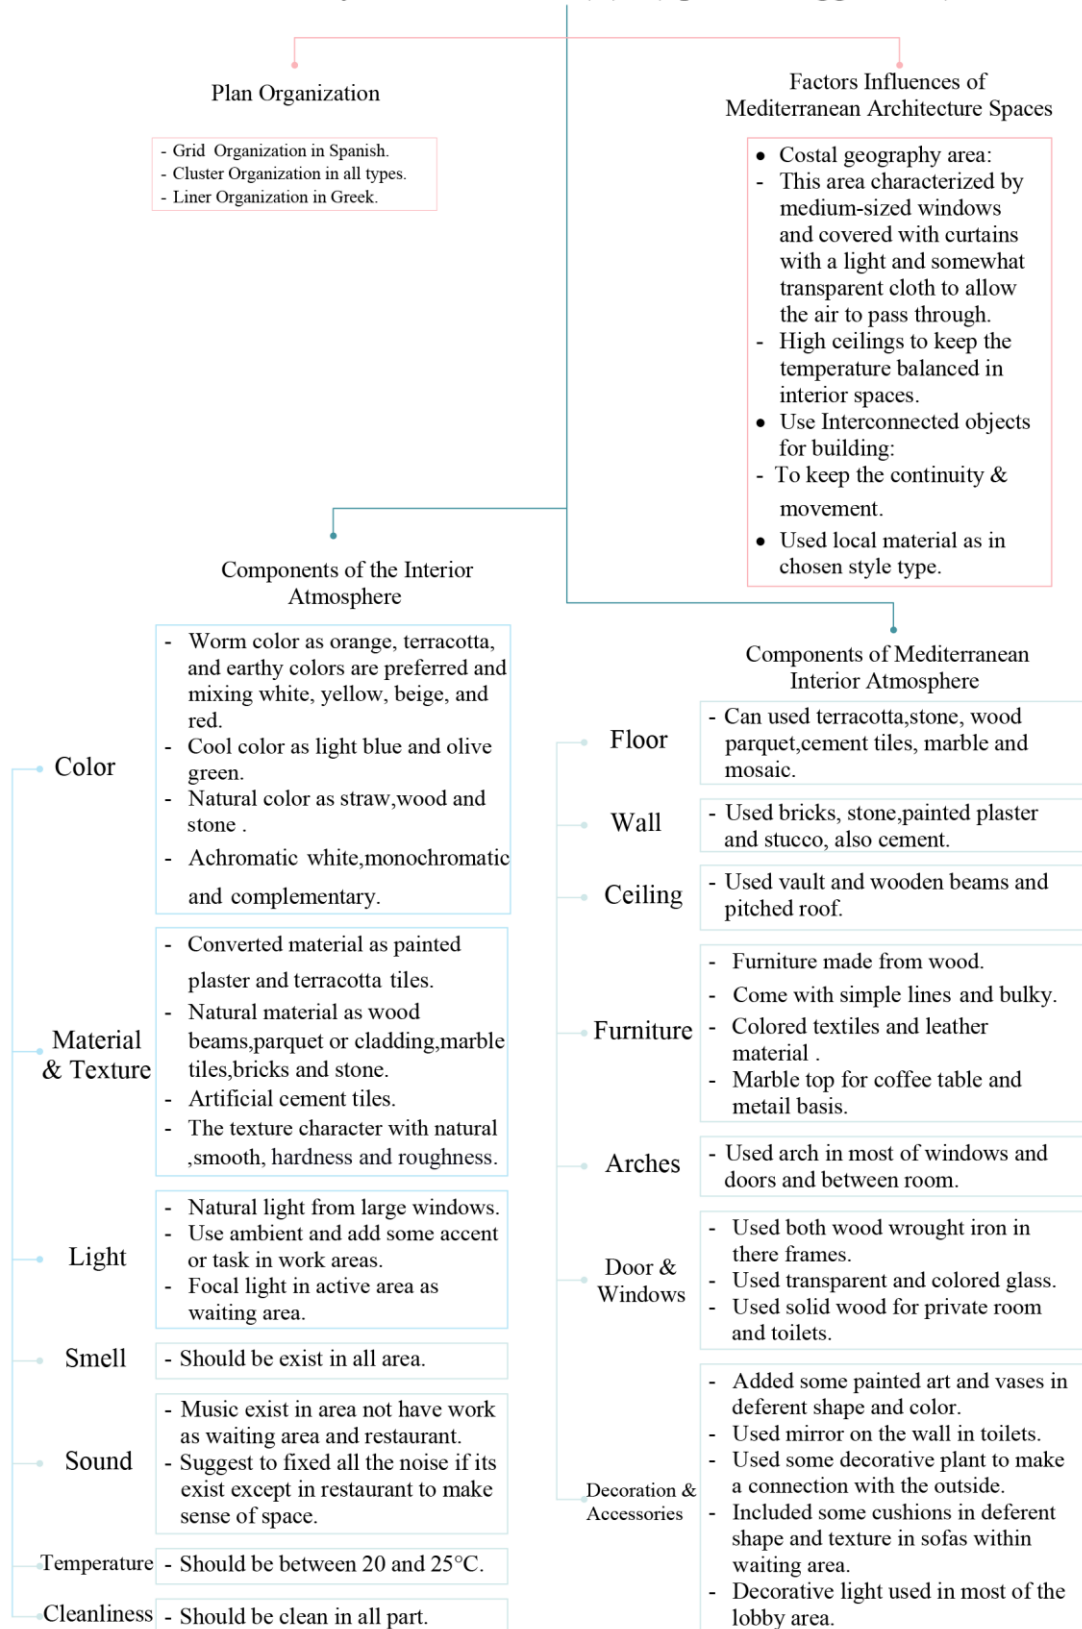 Plan Organization
- Grid Organization in Spanish.
- Cluster Organization in all types.
- Liner Organization in Greek.
Factors Influences of
Mediterranean Architecture Spaces
• Costal geography area:
- This area characterized by
medium-sized windows
and covered with curtains
with a light and somewhat
transparent cloth to allow
the air to pass through.
- High ceilings to keep the
temperature balanced in
interior spaces.
• Use Interconnected objects
for building:
- To keep the continuity &
movement.
• Used local material as in
chosen style type.
Components of the Interior
Atmosphere
Color
- Worm color as orange, terracotta,
and earthy colors are preferred and
mixing white, yellow, beige, and
red.
- Cool color as light blue and olive
green.
- Natural color as straw,wood and
stone .
- Achromatic white,monochromatic
and complementary.
Material
& Texture
- Converted material as painted
plaster and terracotta tiles.
- Natural material as wood
beams,parquet or cladding,marble
tiles,bricks and stone.
- Artificial cement tiles.
- The texture character with natural
,smooth, hardness and roughness.
Light
- Natural light from large windows.
- Use ambient and add some accent
or task in work areas.
- Focal light in active area as
waiting area.
Smell
- Should be exist in all area.
Sound
- Music exist in area not have work
as waiting area and restaurant.
- Suggest to fixed all the noise if its
exist except in restaurant to make
sense of space.
Temperature
- Should be between 20 and 25°C.
Cleanliness
- Should be clean in all part.
Components of Mediterranean
Interior Atmosphere
Floor
- Can used terracotta,stone, wood
parquet,cement tiles, marble and
mosaic.
Wall
- Used bricks, stone,painted plaster
and stucco, also cement.
Ceiling
- Used vault and wooden beams and
pitched roof.
Furniture
- Furniture made from wood.
- Come with simple lines and bulky.
- Colored textiles and leather
material .
- Marble top for coffee table and
metail basis.
Arches
- Used arch in most of windows and
doors and between room.
Door &
Windows
- Used both wood wrought iron in
there frames.
- Used transparent and colored glass.
- Used solid wood for private room
and toilets.
Decoration &
Accessories
- Added some painted art and vases in
deferent shape and color.
- Used mirror on the wall in toilets.
- Used some decorative plant to make
a connection with the outside.
- Included some cushions in deferent
shape and texture in sofas within
waiting area.
- Decorative light used in most of the
lobby area.